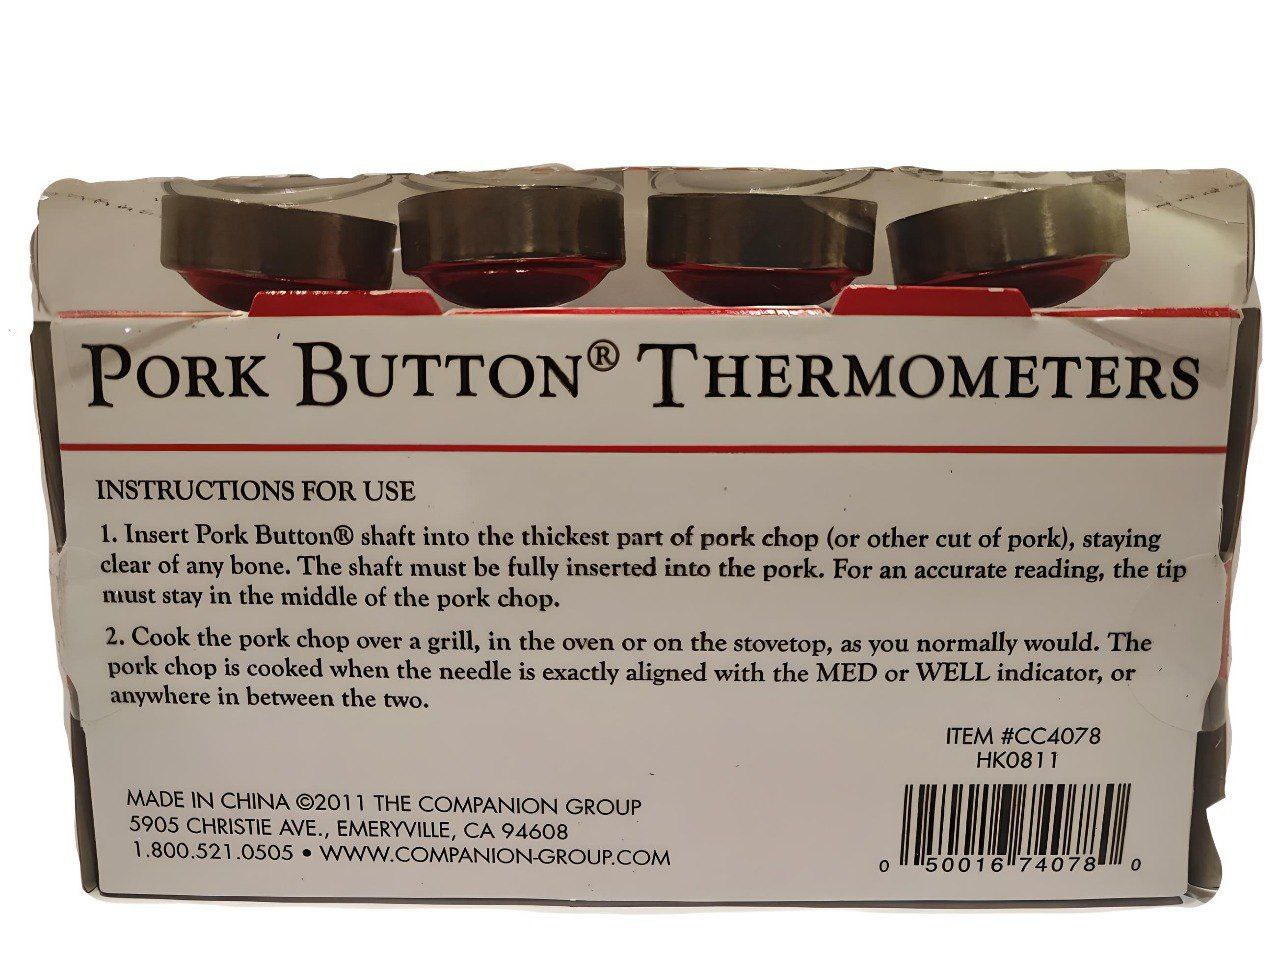 PORK BUTTON® THERMOMETERS
INSTRUCTIONS FOR USE
1. Insert Pork Button® shaft into the thickest part of pork chop (or other cut of pork), staying
clear of any bone. The shaft must be fully inserted into the pork. For an accurate reading, the tip
must stay in the middle of the pork chop.
2. Cook the pork chop over a grill, in the oven or on the stovetop, as you normally would. The
pork chop is cooked when the needle is exactly aligned with the MED or WELL indicator, or
anywhere in between the two.
ITEM #CC4078
HK0811
MADE IN CHINA ©2011 THE COMPANION GROUP
5905 CHRISTIE AVE., EMERYVILLE, CA 94608
1.800.521.0505 • WWW.COMPANION-GROUP.COM
0 50016 74078 0